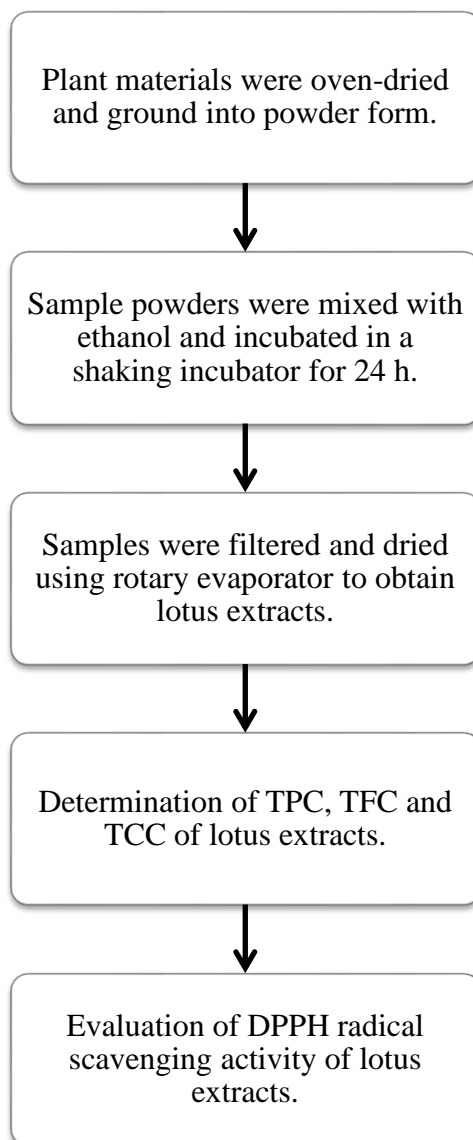 Plant materials were oven-dried
and ground into powder form.
Sample powders were mixed with
ethanol and incubated in a
shaking incubator for 24 h.
Samples were filtered and dried
using rotary evaporator to obtain
lotus extracts.
Determination of TPC, TFC and
TCC of lotus extracts.
Evaluation of DPPH radical
scavenging activity of lotus
extracts.